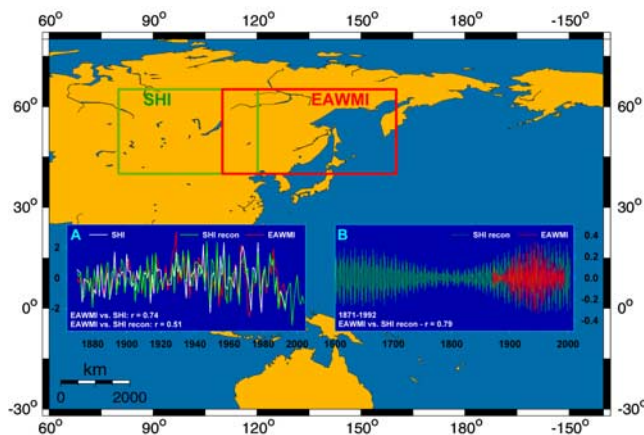 60° 90° 120° 150° 180° -150°
60° 60°
SHI EAWMI
30° 30°
A SHI SHI recon EAWMI
B SHI recon EAWMI
2
0
-2
0.4
0.2
0.0
-0.2
-0.4
EAWMI vs. SHI: r = 0.74
EAWMI vs. SHI recon: r = 0.51
1871-1992
EAWMI vs. SHI recon - r = 0.79
0° 0°
1880 1900 1920 1940 1960 1980 2000
1600 1700 1800 1900 2000
km
0 2000
-30° -30°
60° 90° 120° 150° 180° -150°